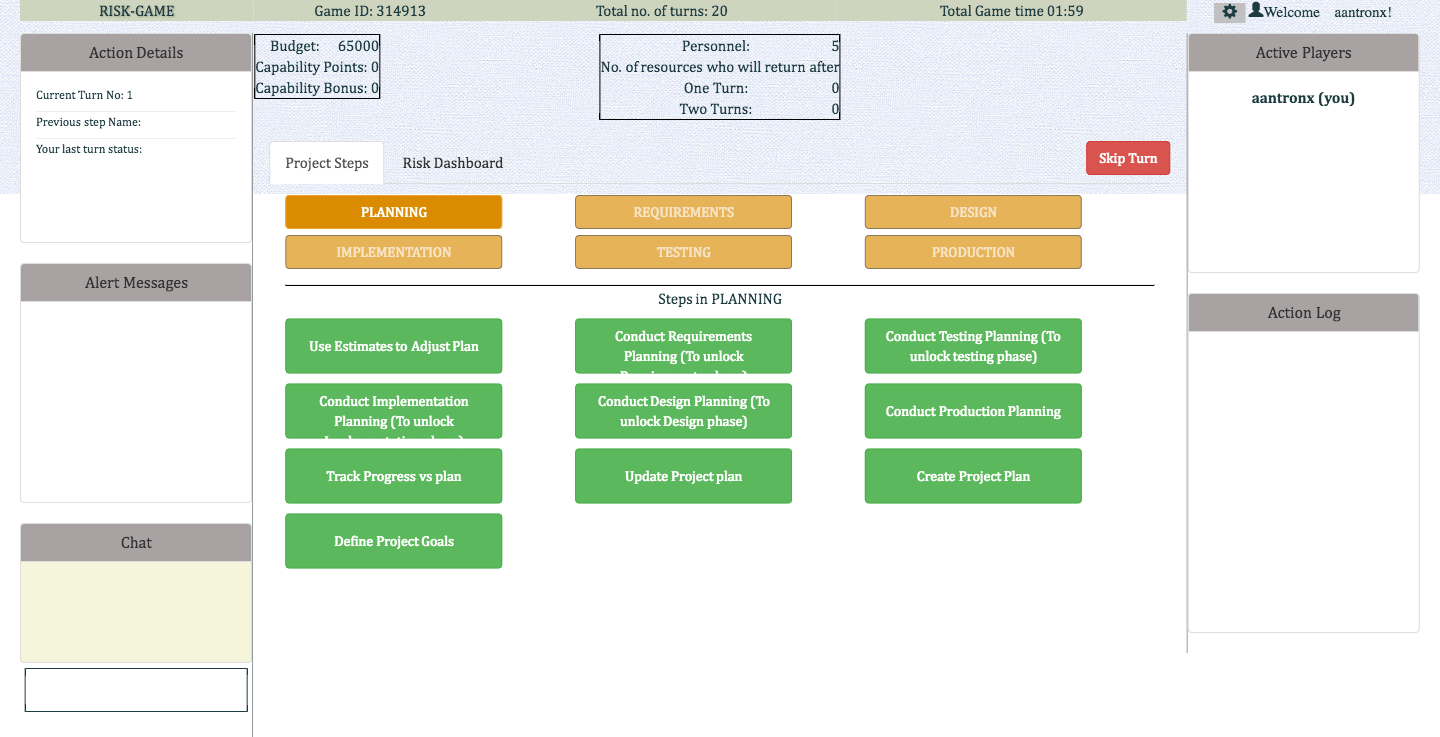 RISK-GAME
Game ID: 314913
Total no. of turns: 20
Total Game time 01:59
Welcome aantronx!
Action Details
Current Turn No: 1
Previous step Name:
Your last turn status:
Alert Messages
Chat
Budget: 65000
Capability Points: 0
Capability Bonus: 0
Personnel: 5
No. of resources who will return after
One Turn: 0
Two Turns: 0
Project Steps
Risk Dashboard
Skip Turn
PLANNING
REQUIREMENTS
DESIGN
IMPLEMENTATION
TESTING
PRODUCTION
Steps in PLANNING
Use Estimates to Adjust Plan
Conduct Requirements
Planning (To unlock
Conduct Testing Planning (To
unlock testing phase)
Conduct Implementation
Planning (To unlock
Conduct Design Planning (To
unlock Design phase)
Conduct Production Planning
Track Progress vs plan
Update Project plan
Create Project Plan
Define Project Goals
Active Players
aantronx (you)
Action Log